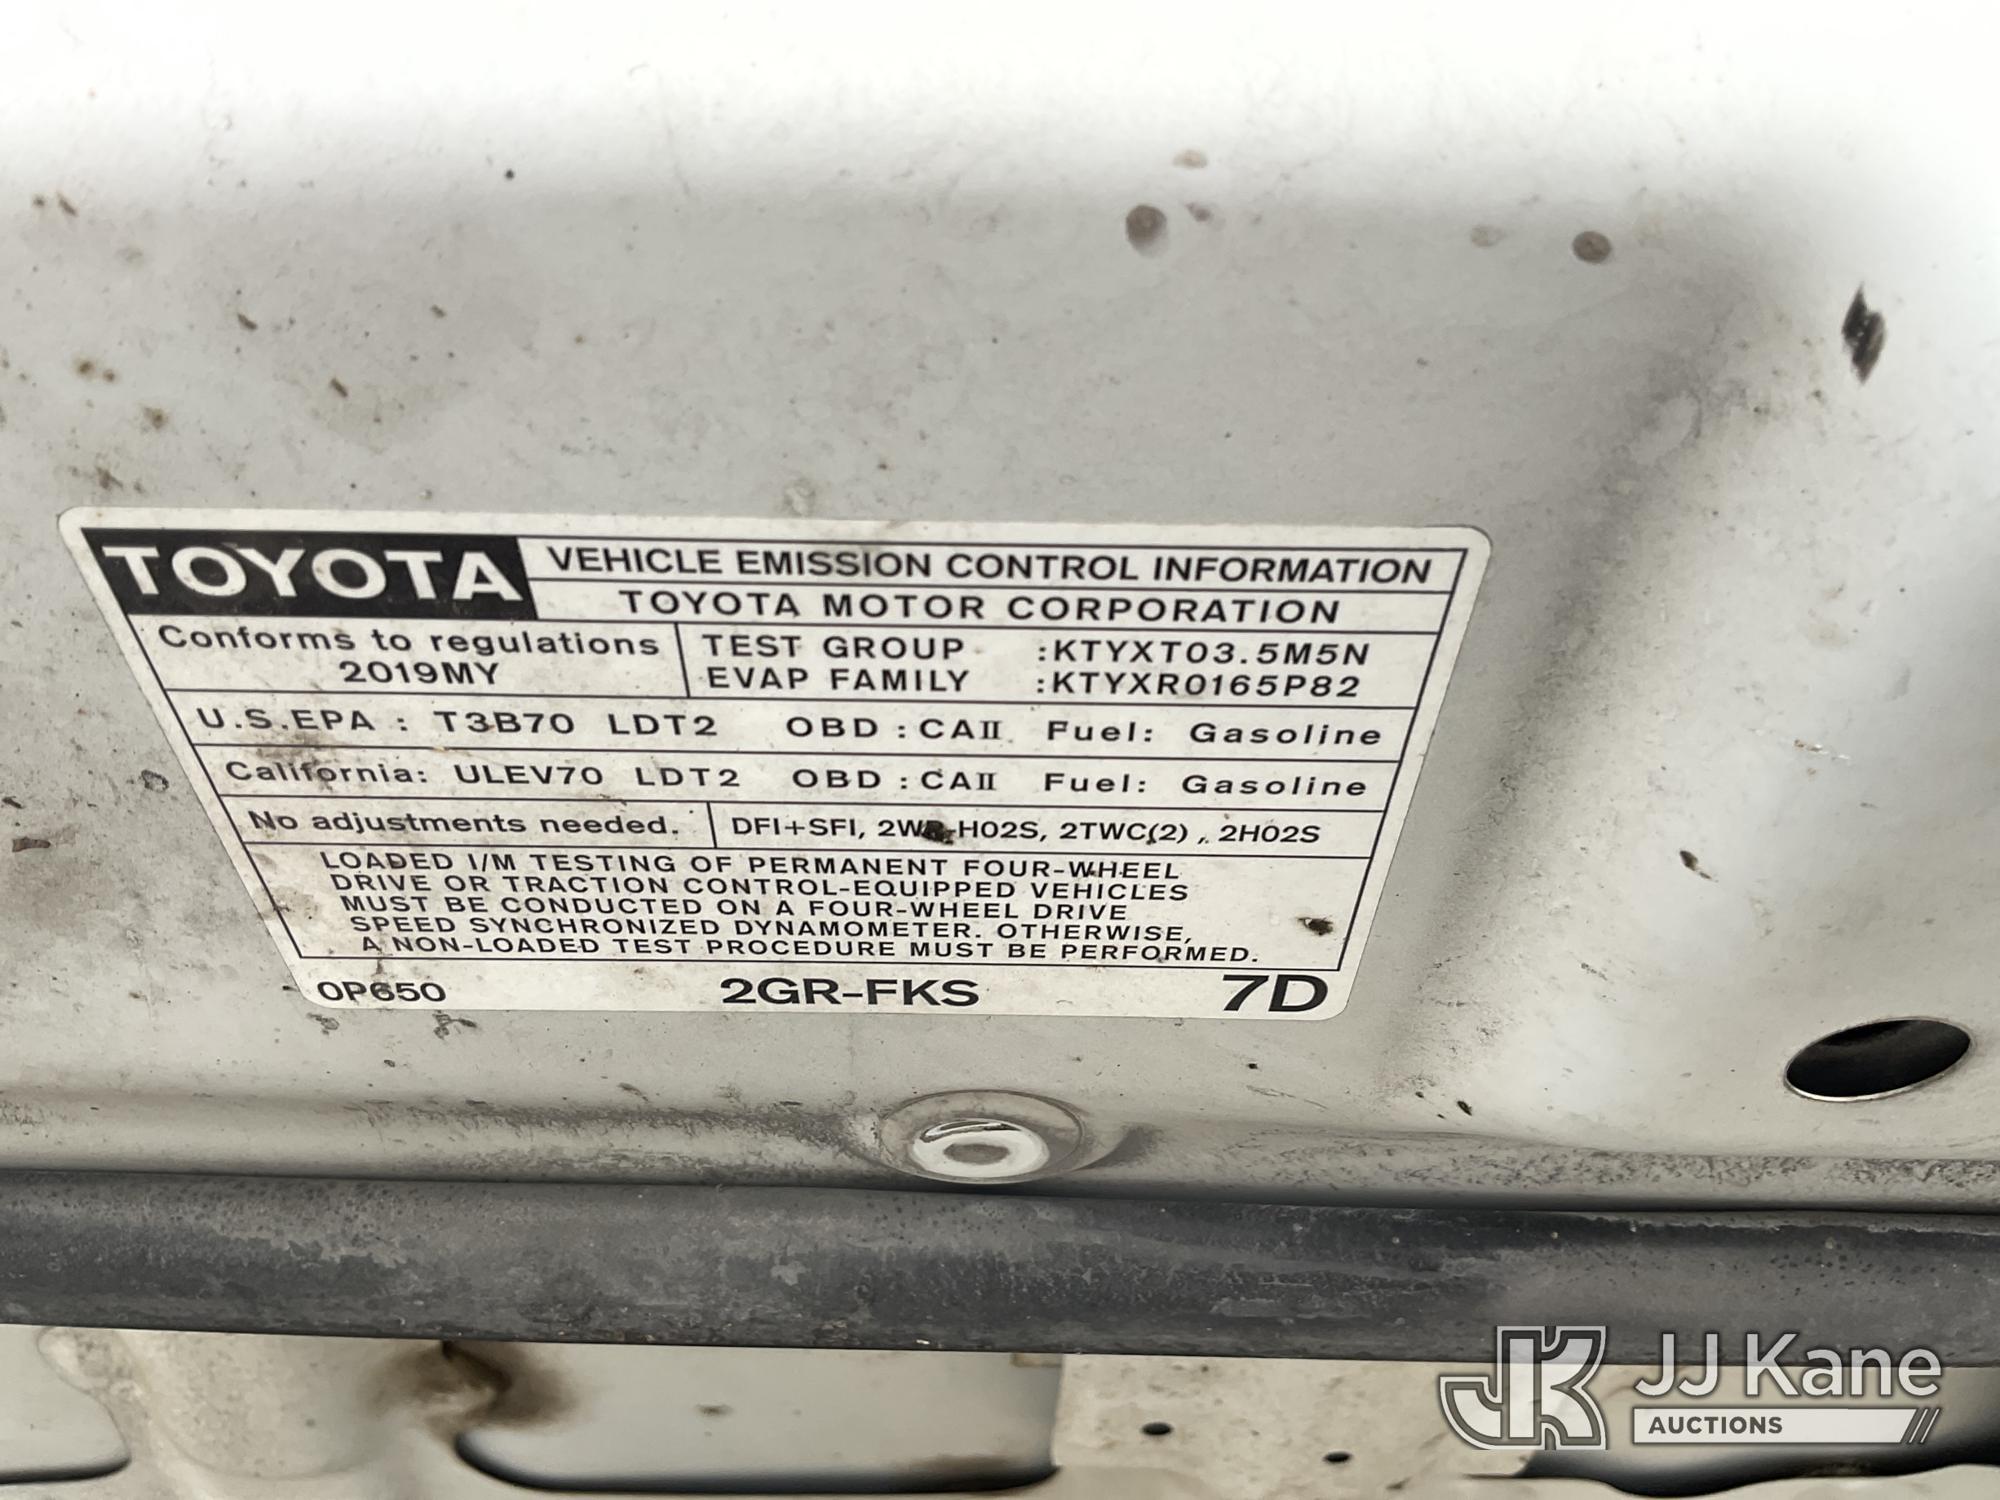 TOYOTA
VEHICLE EMISSION CONTROL INFORMATION
TOYOTA MOTOR CORPORATION
Conforms to regulations
2019MY
TEST GROUP :KTYXT03.5M5N
EVAP FAMILY :KTYXR0165P82
U.S.EPA : T3B70 LDT2 OBD : CAII Fuel: Gasoline
California: ULEV70 LDT2 OBD : CAII Fuel: Gasoline
No adjustments needed. DFI+SFI, 2WR-HO2S, 2TWC(2), 2HO2S
LOADED I/M TESTING OF PERMANENT FOUR-WHEEL
DRIVE OR TRACTION CONTROL-EQUIPPED VEHICLES
MUST BE CONDUCTED ON A FOUR-WHEEL DRIVE
SPEED SYNCHRONIZED DYNAMOMETER. OTHERWISE,
A NON-LOADED TEST PROCEDURE MUST BE PERFORMED.
0P650 2GR-FKS 7D
JK JJ Kane
AUCTIONS